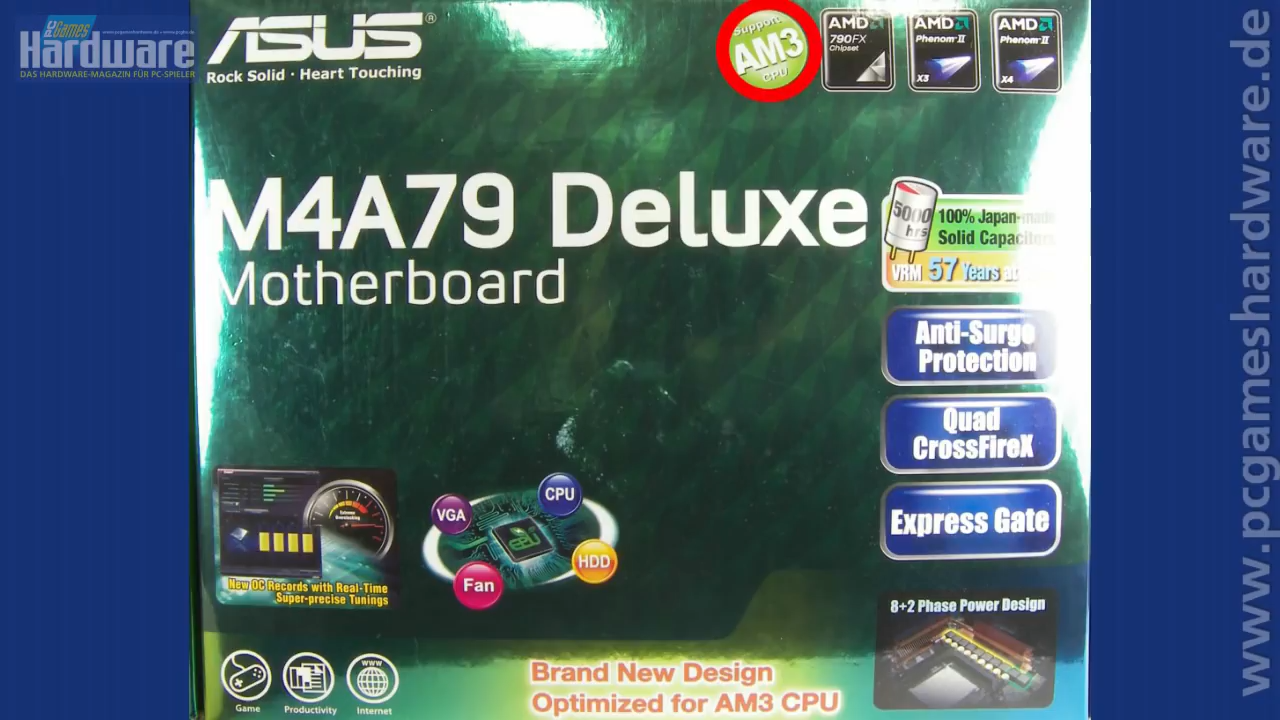 PC Games
Hardware
DAS HARDWARE-MAGAZIN FÜR PC-SPIELER
ASUS®
Rock Solid · Heart Touching
Support
AM3
CPU
AMD
790FX
Chipset
AMD
Phenom II
X3
AMD
Phenom II
X4
M4A79 Deluxe
Motherboard
5000
hrs
100% Japan-made
Solid Capacitors
VRM 57 Years
Anti-Surge
Protection
Quad
CrossFireX
Express Gate
Extreme
Overclocking
New OC Records with Real-Time
Super-precise Tunings
VGA
CPU
EPU
HDD
Fan
8+2 Phase Power Design
WWW
Game
Productivity
Internet
Brand New Design
Optimized for AM3 CPU
www.pcgameshardware.de